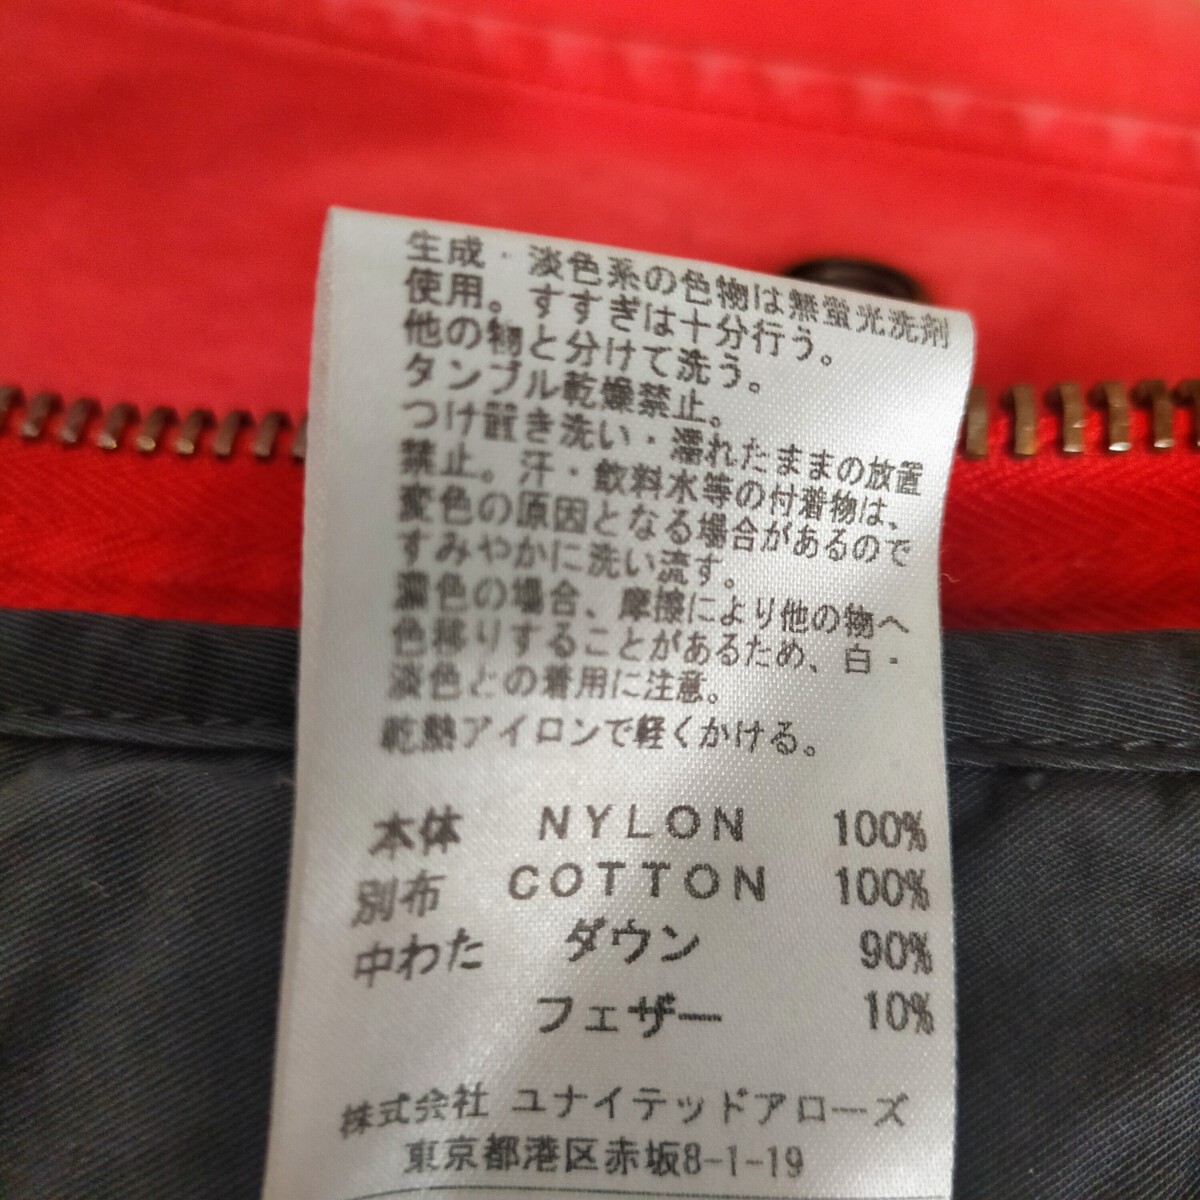 生成・淡色系の色物は無蛍光洗剤
使用。すすぎは十分行う。
他の物と分けて洗う。
タンブル乾燥禁止。
つけ置き洗い・濡れたままの放置
禁止。汗・飲料水等の付着物は、
変色の原因となる場合があるので
すみやかに洗い流す。
濃色の場合、摩擦により他の物へ
色移りすることがあるため、白・
淡色との着用に注意。
乾熱アイロンで軽くかける。
本体 NYLON 100%
別布 COTTON 100%
中わた ダウン 90%
フェザー 10%
株式会社 ユナイテッドアローズ
東京都港区赤坂8-1-19